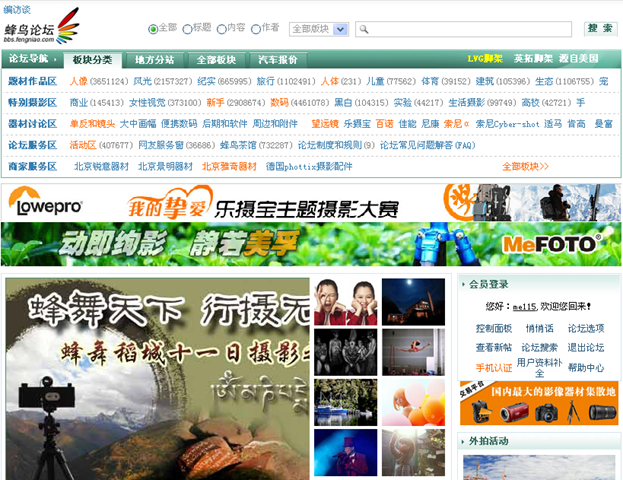 编访谈
蜂鸟论坛
bbs.fengniao.com
全部 标题 内容 作者 全部版块 搜 索
论坛导航 板块分类 地方分站 全部板块 汽车报价 LVG脚架 英拓脚架 源自美国
题材作品区 人像(3651124) 风光(2157327) 纪实(665995) 旅行(1102491) 人体(231) 儿童(77562) 体育(39152) 建筑(105396) 生态(1106755) 宠
特别摄影区 商业(145413) 女性视觉(373100) 新手(2908674) 数码(4461078) 黑白(104315) 实验(44217) 生活摄影(99749) 高校(42721) 手
器材讨论区 单反和镜头 大中画幅 便携数码 后期和软件 周边和附件 望远镜 乐摄宝 百诺 佳能 尼康 索尼α 索尼Cyber-shot 适马 肯高 曼富
论坛服务区 活动区(407677) 网友服务窗(36686) 蜂鸟茶馆(732287) 论坛制度和规则(9) 论坛常见问题解答(FAQ)
商家服务区 北京锐意器材 北京景明器材 北京雅奇器材 德国phottix摄影配件 全部板块>>
Lowepro 我的挚爱 乐摄宝主题摄影大赛
动即绚影 静若美孚 MeFOTO
蜂舞天下 行摄无
蜂舞稻城十一日摄影
会员登录
您好：mel15,欢迎您回来!
控制面板 悄悄话 论坛选项
查看新帖 论坛搜索 退出论坛
手机认证 用户资料补全 帮助中心
交易平台 国内最大的影像器材集散地
外拍活动